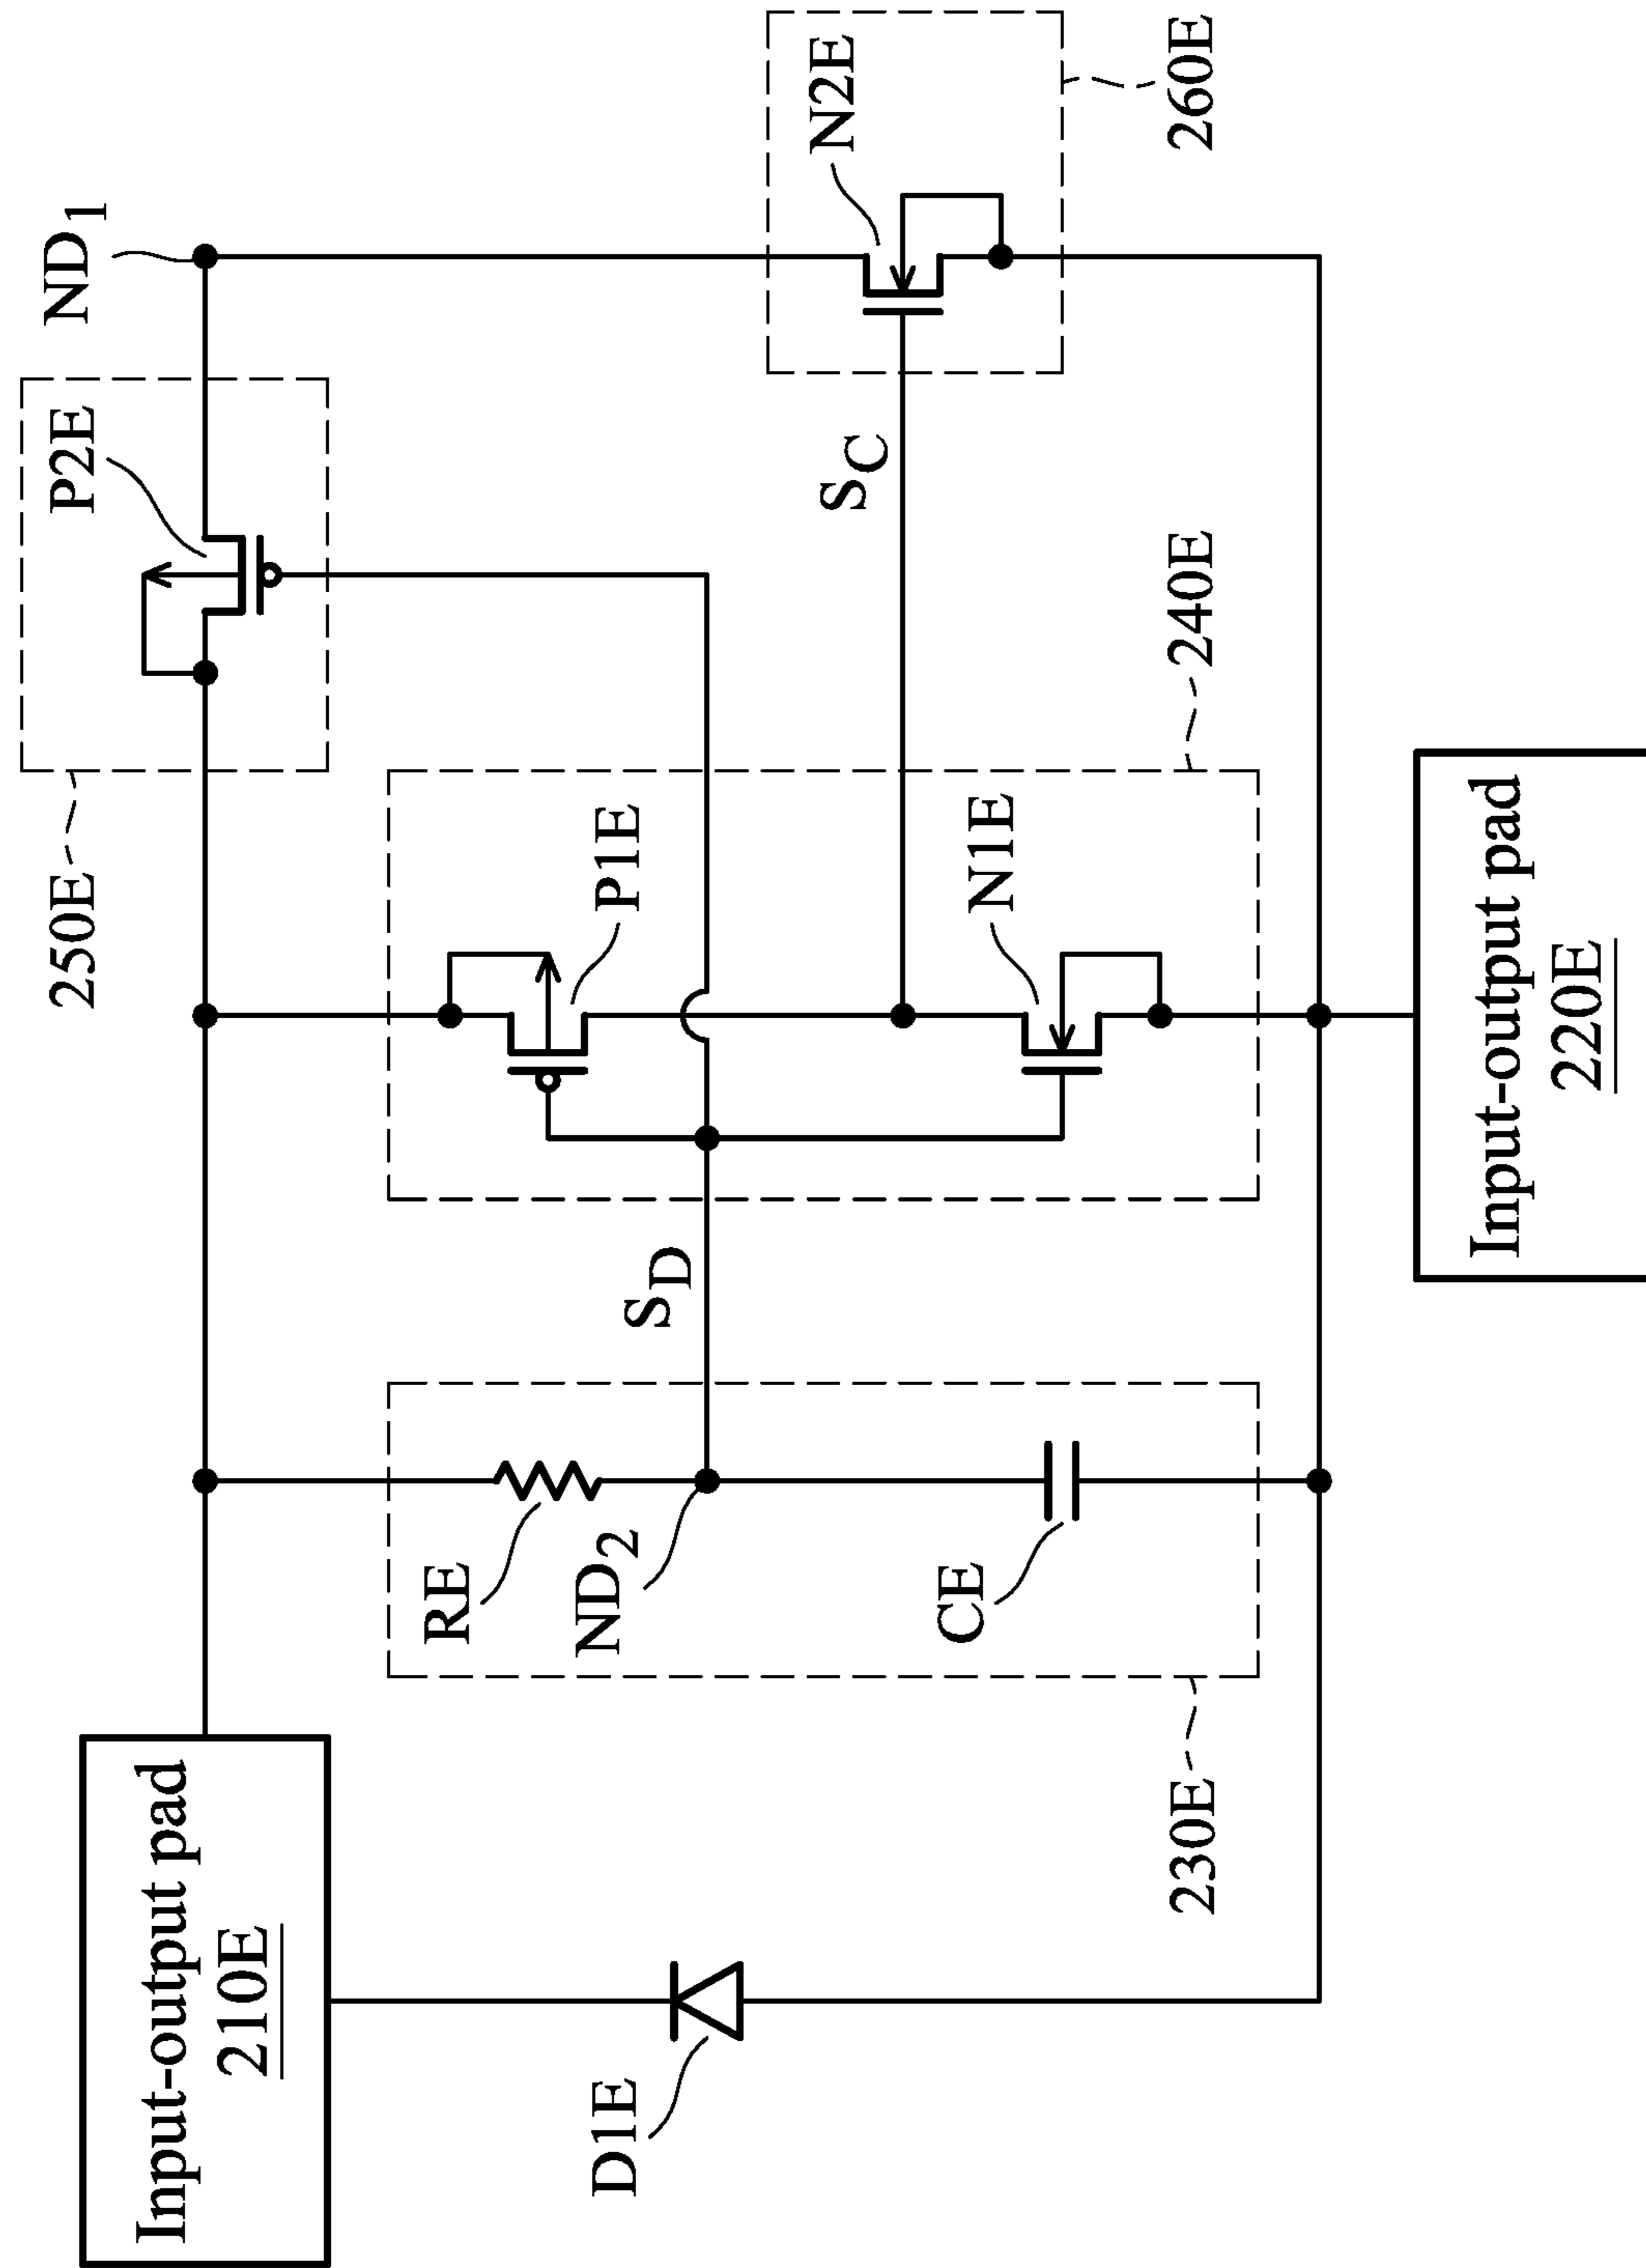 Input-output pad
210E
D1E
RE
ND2
CE
230E
SD
P1E
N1E
240E
250E
P2E
SC
ND1
N2E
260E
Input-output pad
220E